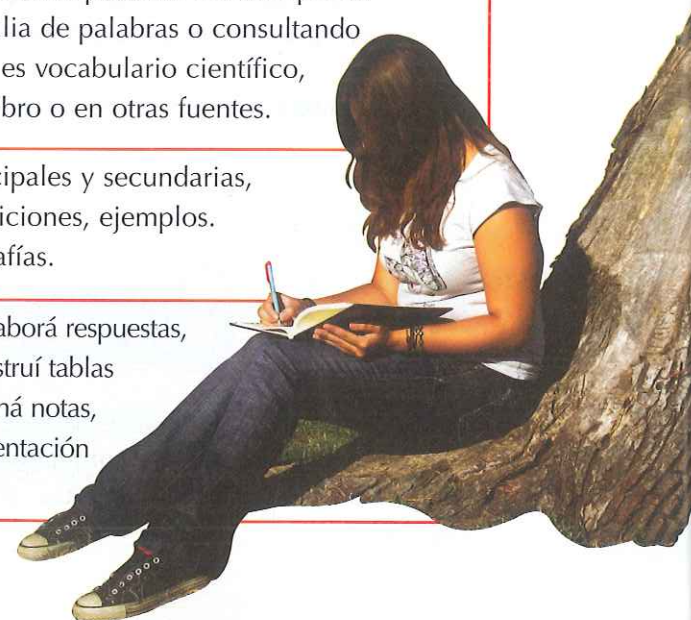 lia de palabras o consultando
es vocabulario científico,
bro o en otras fuentes.
cipales y secundarias,
iciones, ejemplos.
afías.
aborá respuestas,
struí tablas
ná notas,
entación